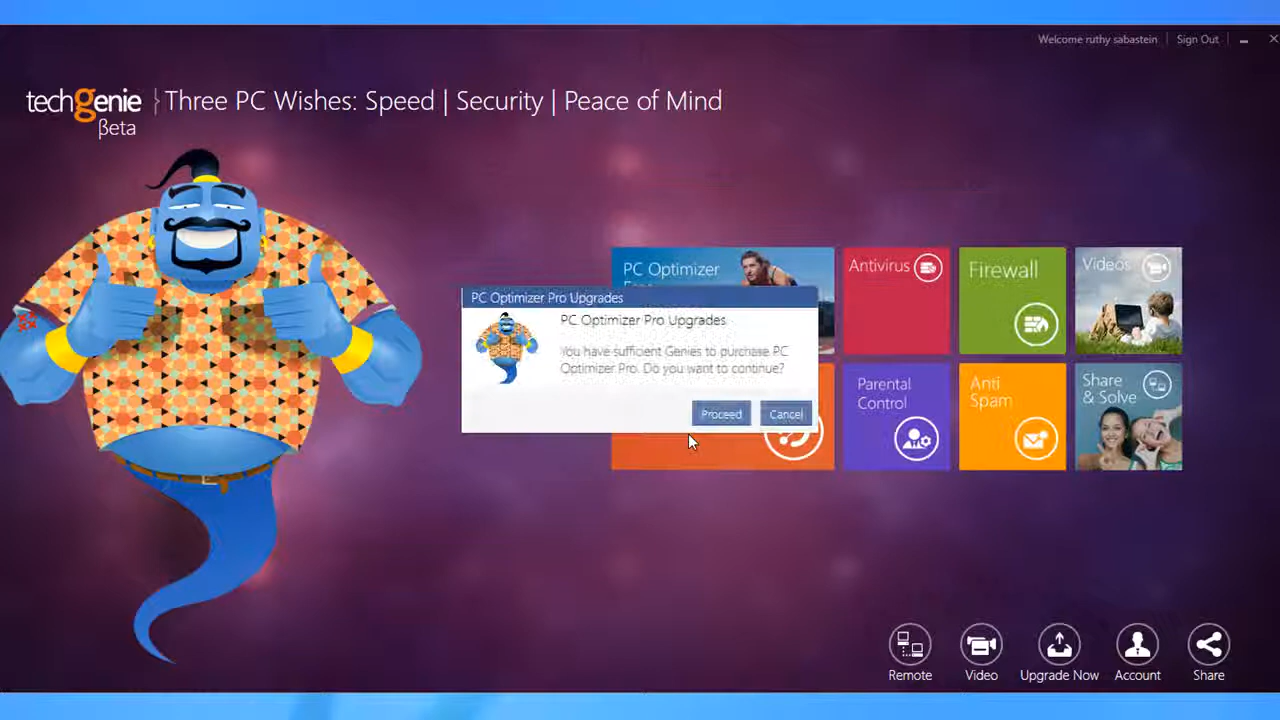 Welcome ruthy sabastein
Sign Out
techgenie
βeta
Three PC Wishes: Speed | Security | Peace of Mind
PC Optimizer
Antivirus
Firewall
Videos
PC Optimizer Pro Upgrades
PC Optimizer Pro Upgrades
You have sufficient Genies to purchase PC
Optimizer Pro. Do you want to continue?
Proceed
Cancel
Parental
Control
Anti
Spam
Share
& Solve
Remote
Video
Upgrade Now
Account
Share